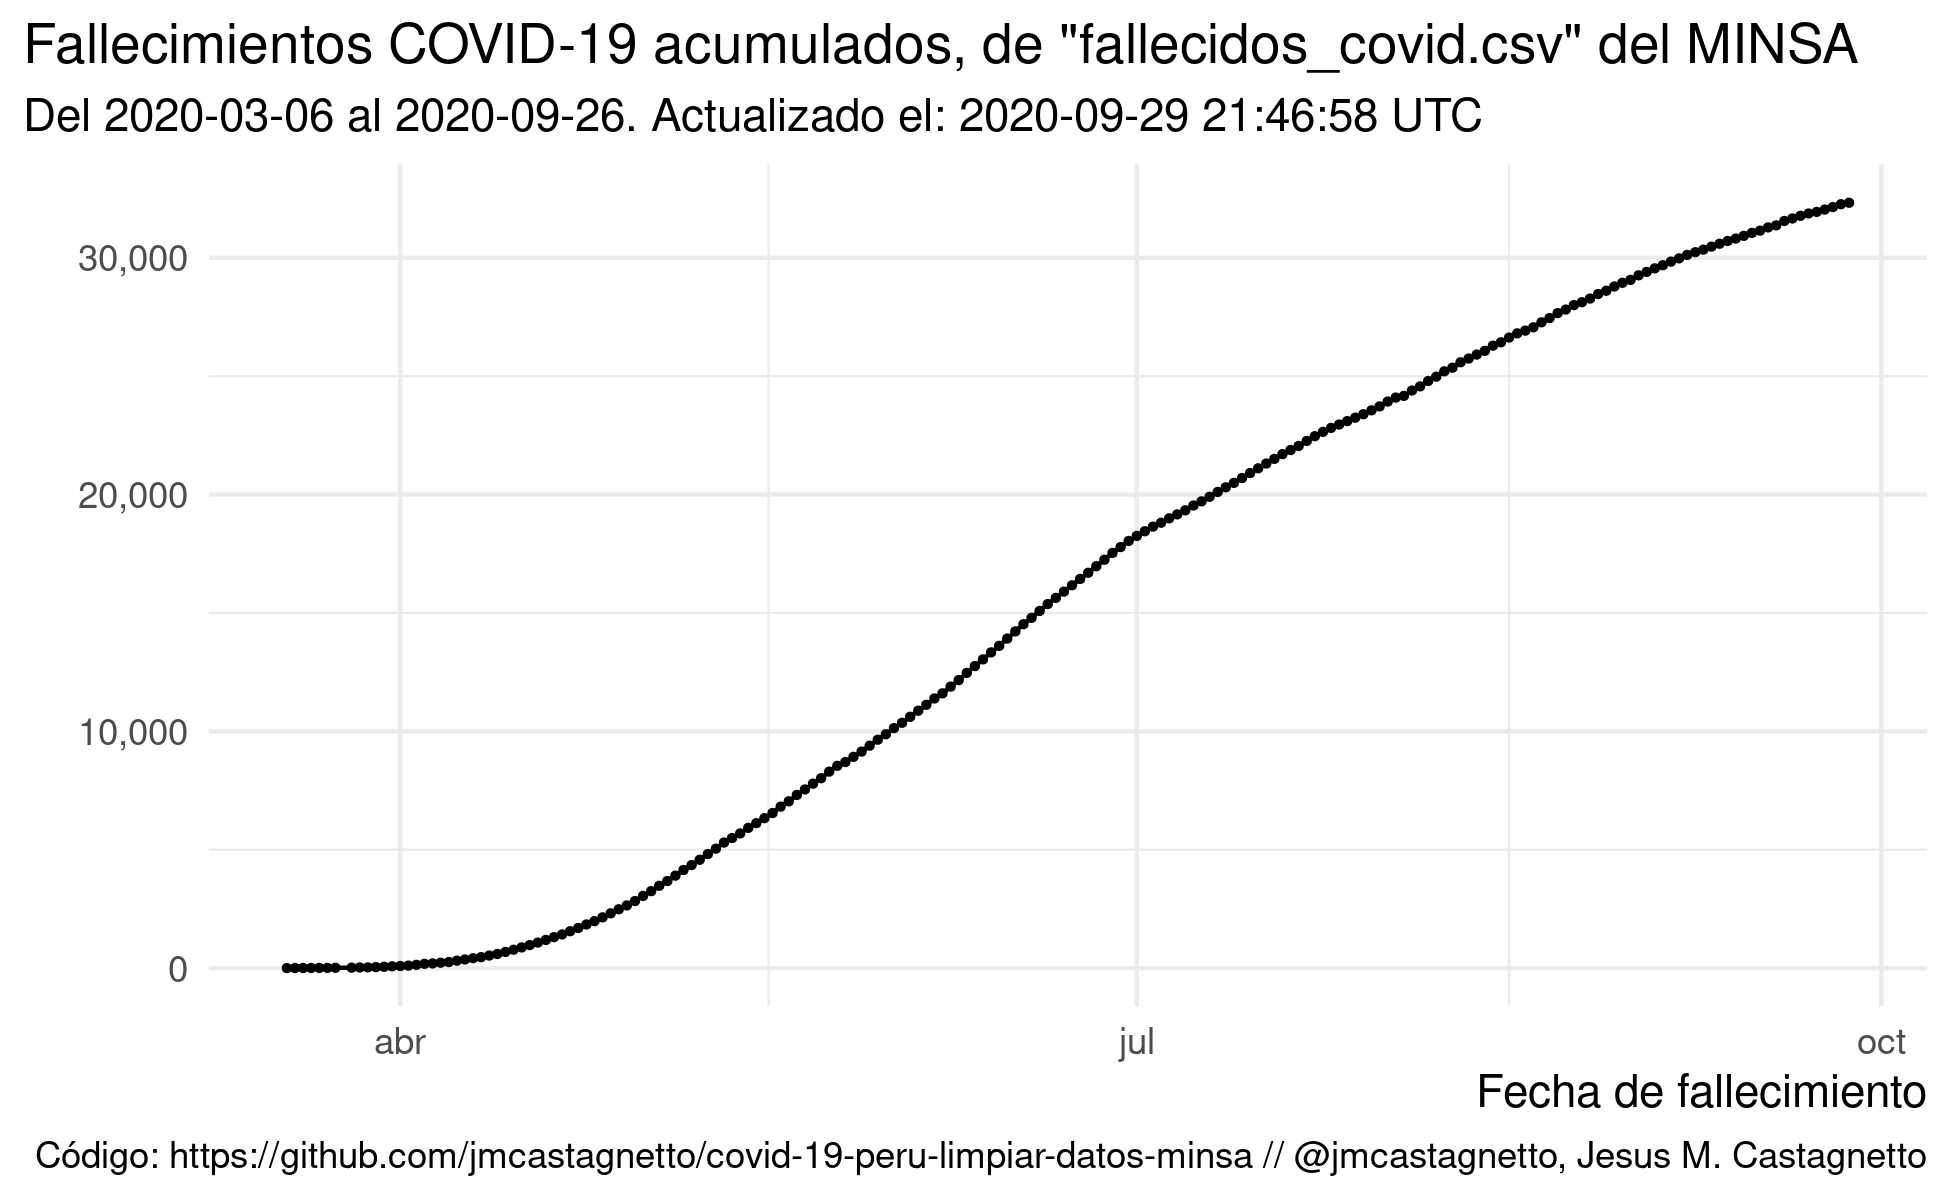 Fallecimientos COVID-19 acumulados, de "fallecidos_covid.csv" del MINSA
Del 2020-03-06 al 2020-09-26. Actualizado el: 2020-09-29 21:46:58 UTC
30,000
20,000
10,000
0
abr jul oct
Fecha de fallecimiento
Código: https://github.com/jmcastagnetto/covid-19-peru-limpiar-datos-minsa // @jmcastagnetto, Jesus M. Castagnetto